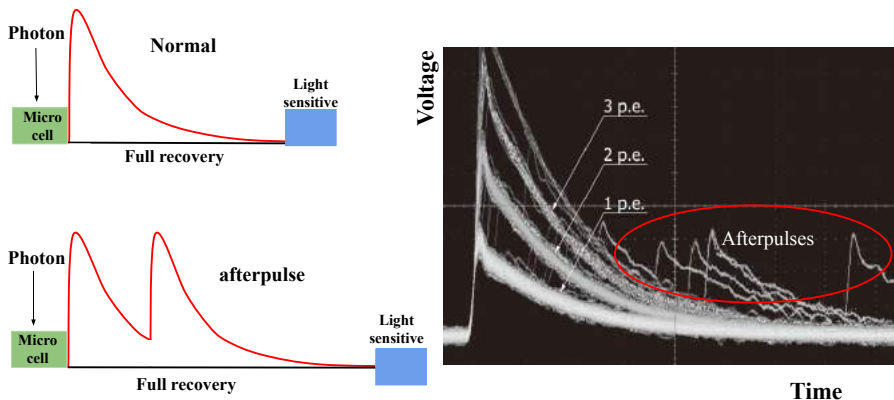 Photon
Normal
Micro
cell
Light
sensitive
Full recovery
Photon
afterpulse
Micro
cell
Light
sensitive
Full recovery
Voltage
3 p.e.
2 p.e.
1 p.e.
Afterpulses
Time